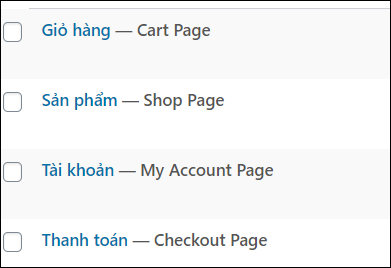 Giỏ hàng — Cart Page
Sản phẩm — Shop Page
Tài khoản — My Account Page
Thanh toán — Checkout Page